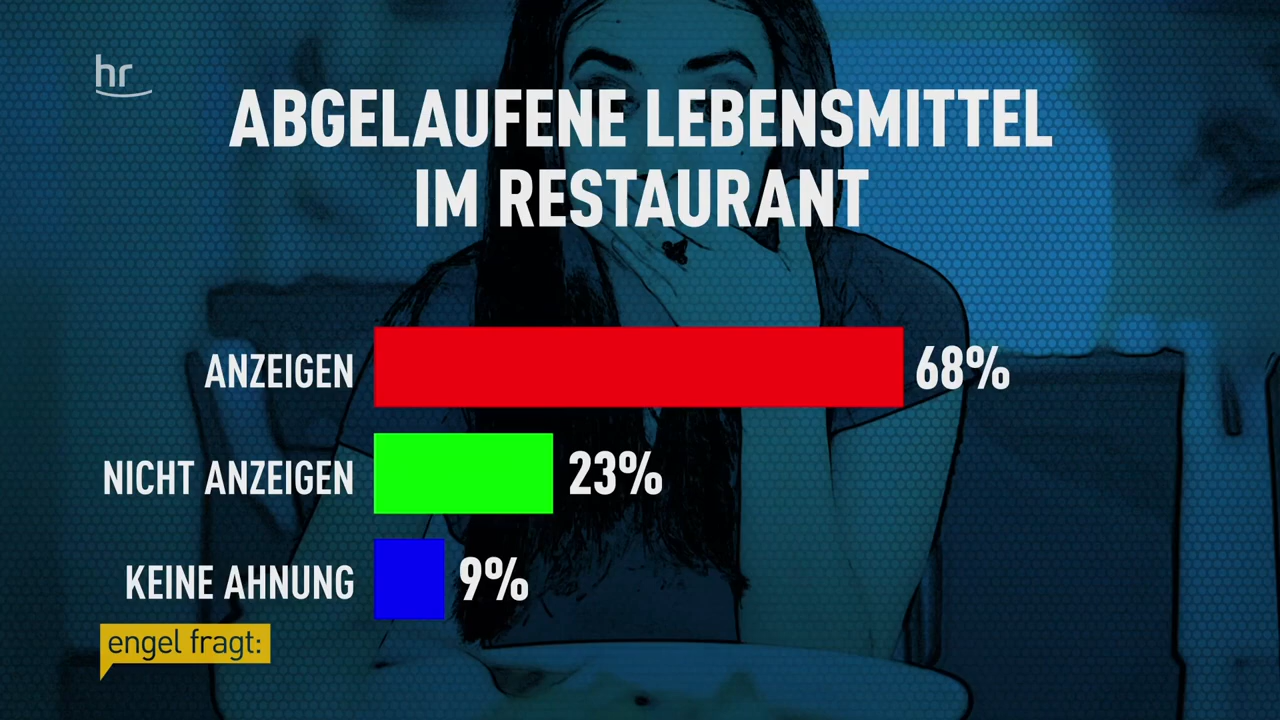 hr
ABGELAUFENE LEBENSMITTEL
IM RESTAURANT
ANZEIGEN 68%
NICHT ANZEIGEN 23%
KEINE AHNUNG 9%
engel fragt: